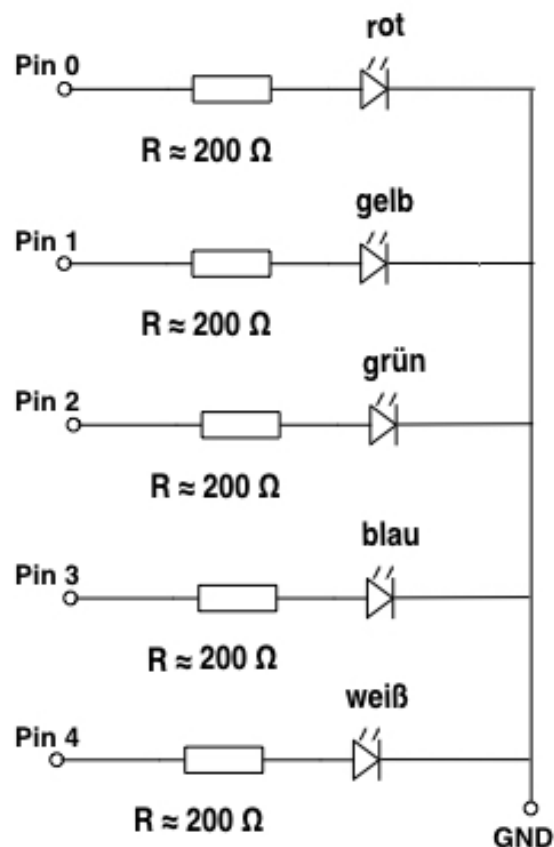 rot
Pin 0
R ≈ 200 Ω
gelb
Pin 1
R ≈ 200 Ω
grün
Pin 2
R ≈ 200 Ω
blau
Pin 3
R ≈ 200 Ω
weiß
Pin 4
R ≈ 200 Ω
GND